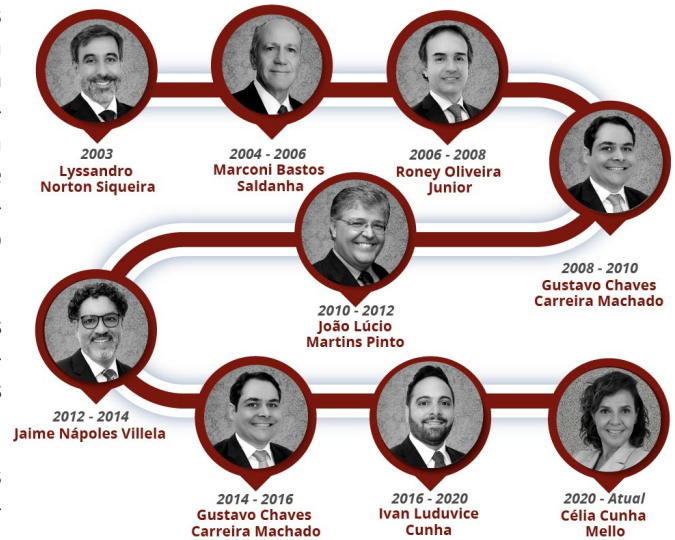 2003
Lyssandro
Norton Siqueira
2004 - 2006
Marconi Bastos
Saldanha
2006 - 2008
Roney Oliveira
Junior
2008 - 2010
Gustavo Chaves
Carreira Machado
2010 - 2012
João Lúcio
Martins Pinto
2012 - 2014
Jaime Nápoles Villela
2014 - 2016
Gustavo Chaves
Carreira Machado
2016 - 2020
Ivan Luduvice
Cunha
2020 - Atual
Célia Cunha
Mello